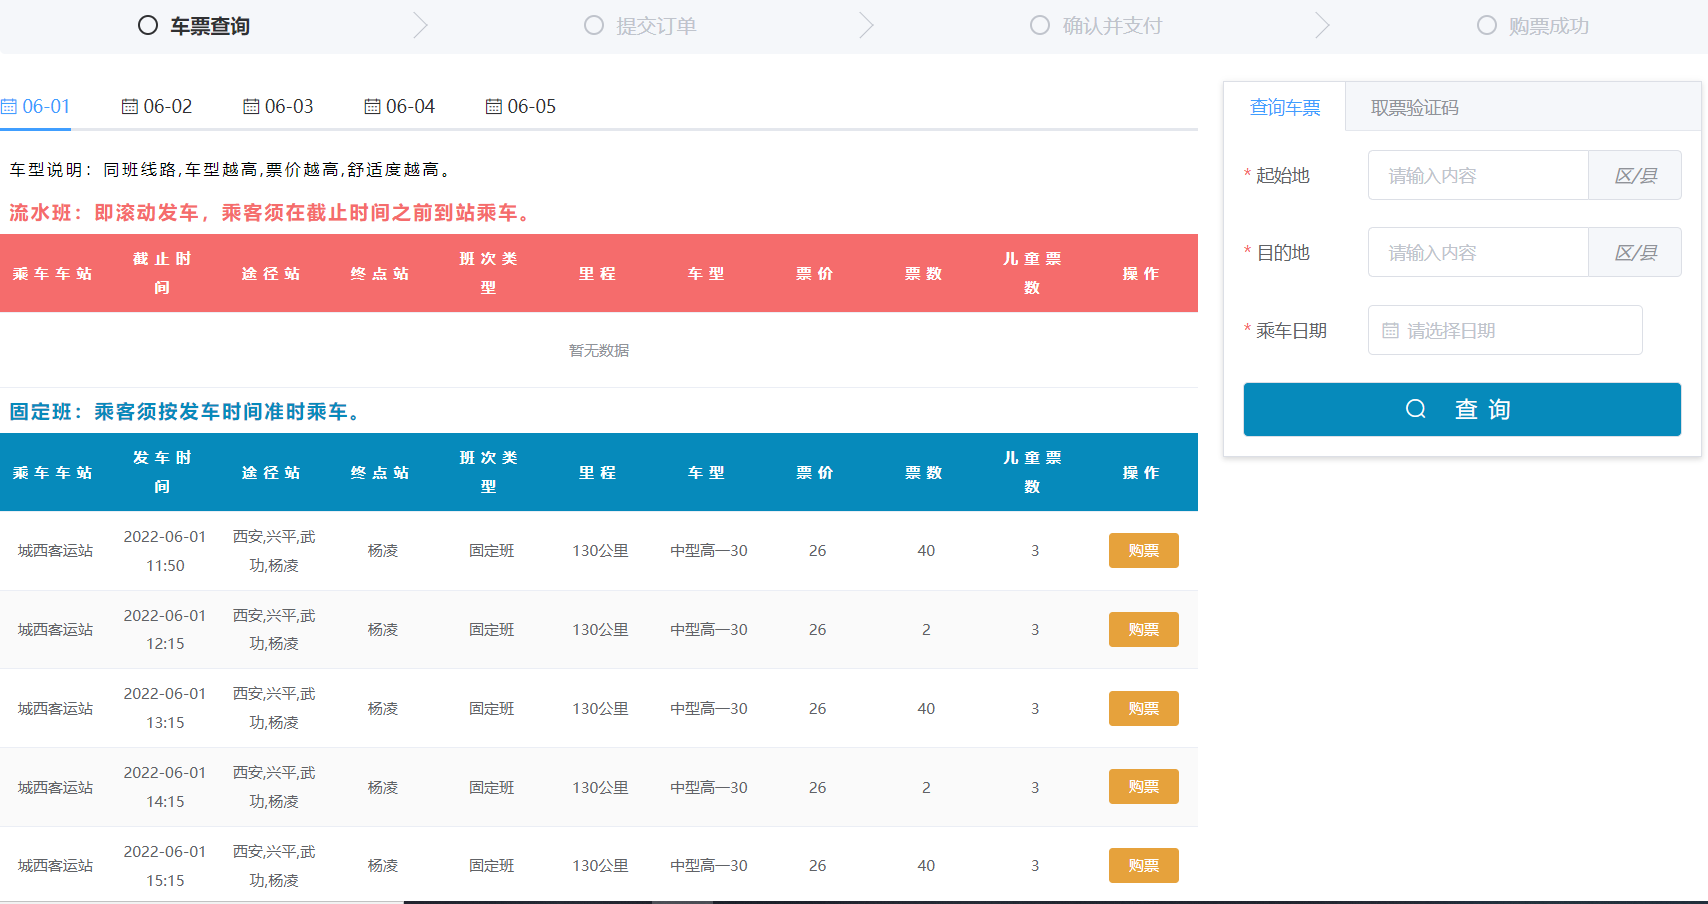 车票查询 提交订单 确认并支付 购票成功
06-01 06-02 06-03 06-04 06-05
车型说明：同班线路,车型越高,票价越高,舒适度越高。
流水班：即滚动发车，乘客须在截止时间之前到站乘车。
乘车车站 截止时间 途径站 终点站 班次类型 里程 车型 票价 票数 儿童票数 操作
暂无数据
固定班：乘客须按发车时间准时乘车。
乘车车站 发车时间 途径站 终点站 班次类型 里程 车型 票价 票数 儿童票数 操作
城西客运站 2022-06-01 11:50 西安,兴平,武功,杨凌 杨凌 固定班 130公里 中型高一30 26 40 3 购票
城西客运站 2022-06-01 12:15 西安,兴平,武功,杨凌 杨凌 固定班 130公里 中型高一30 26 2 3 购票
城西客运站 2022-06-01 13:15 西安,兴平,武功,杨凌 杨凌 固定班 130公里 中型高一30 26 40 3 购票
城西客运站 2022-06-01 14:15 西安,兴平,武功,杨凌 杨凌 固定班 130公里 中型高一30 26 2 3 购票
城西客运站 2022-06-01 15:15 西安,兴平,武功,杨凌 杨凌 固定班 130公里 中型高一30 26 40 3 购票
查询车票 取票验证码
* 起始地 请输入内容 区/县
* 目的地 请输入内容 区/县
* 乘车日期 请选择日期
查 询